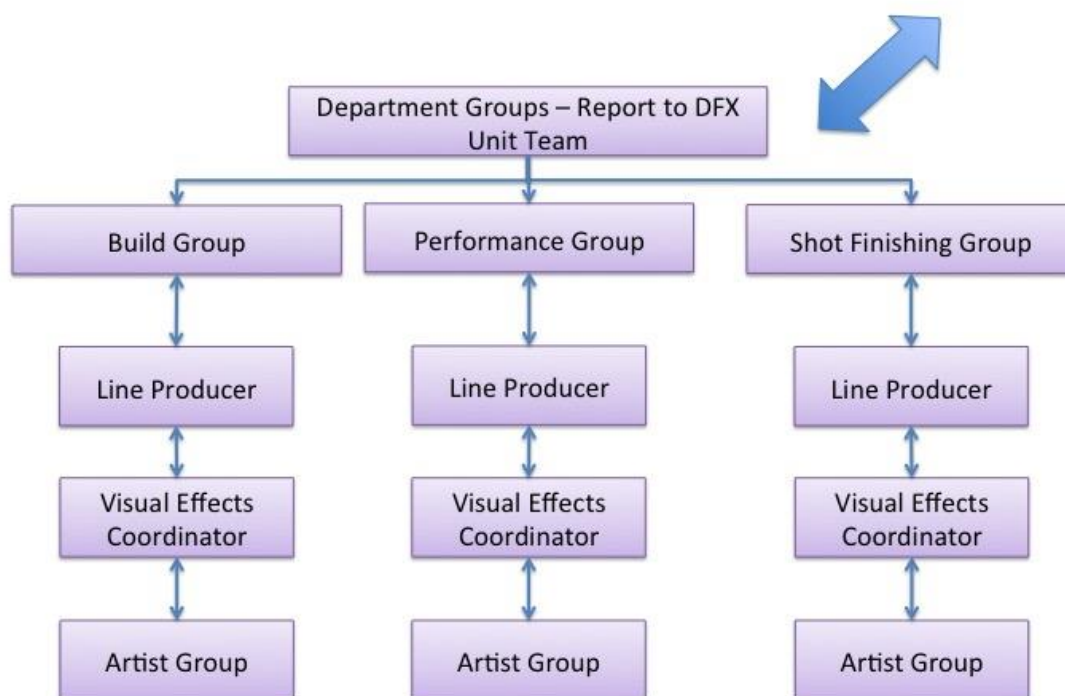 Department Groups – Report to DFX
Unit Team
Build Group
Performance Group
Shot Finishing Group
Line Producer
Line Producer
Line Producer
Visual Effects
Coordinator
Visual Effects
Coordinator
Visual Effects
Coordinator
Artist Group
Artist Group
Artist Group